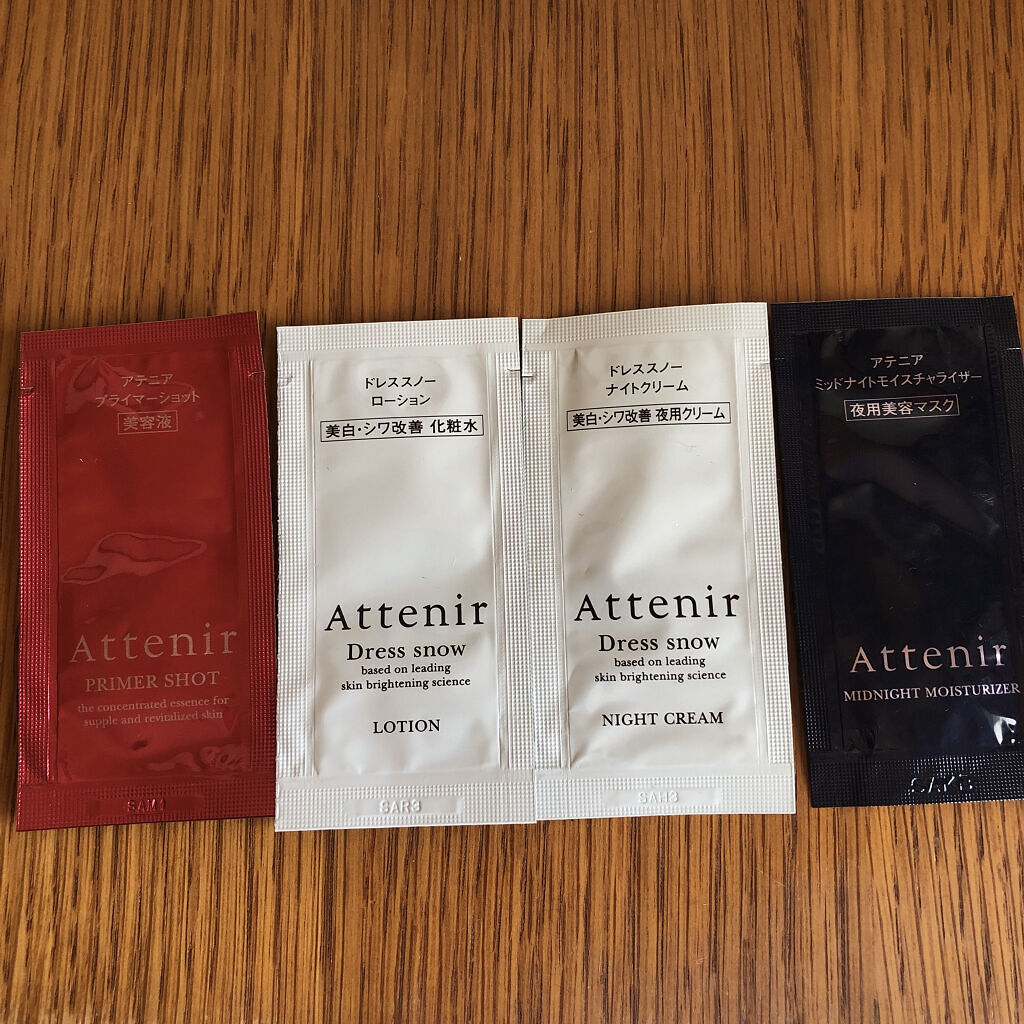 アテニア
プライマーショット
美容液
Attenir
PRIMER SHOT
the concentrated essence for
supple and revitalized skin
ドレススノー
ローション
美白・シワ改善 化粧水
Attenir
Dress snow
based on leading
skin brightening science
LOTION
SAR3
ドレススノー
ナイトクリーム
美白・シワ改善 夜用クリーム
Attenir
Dress snow
based on leading
skin brightening science
NIGHT CREAM
SAH3
アテニア
ミッドナイトモイスチャライザー
夜用美容マスク
Attenir
MIDNIGHT MOISTURIZER